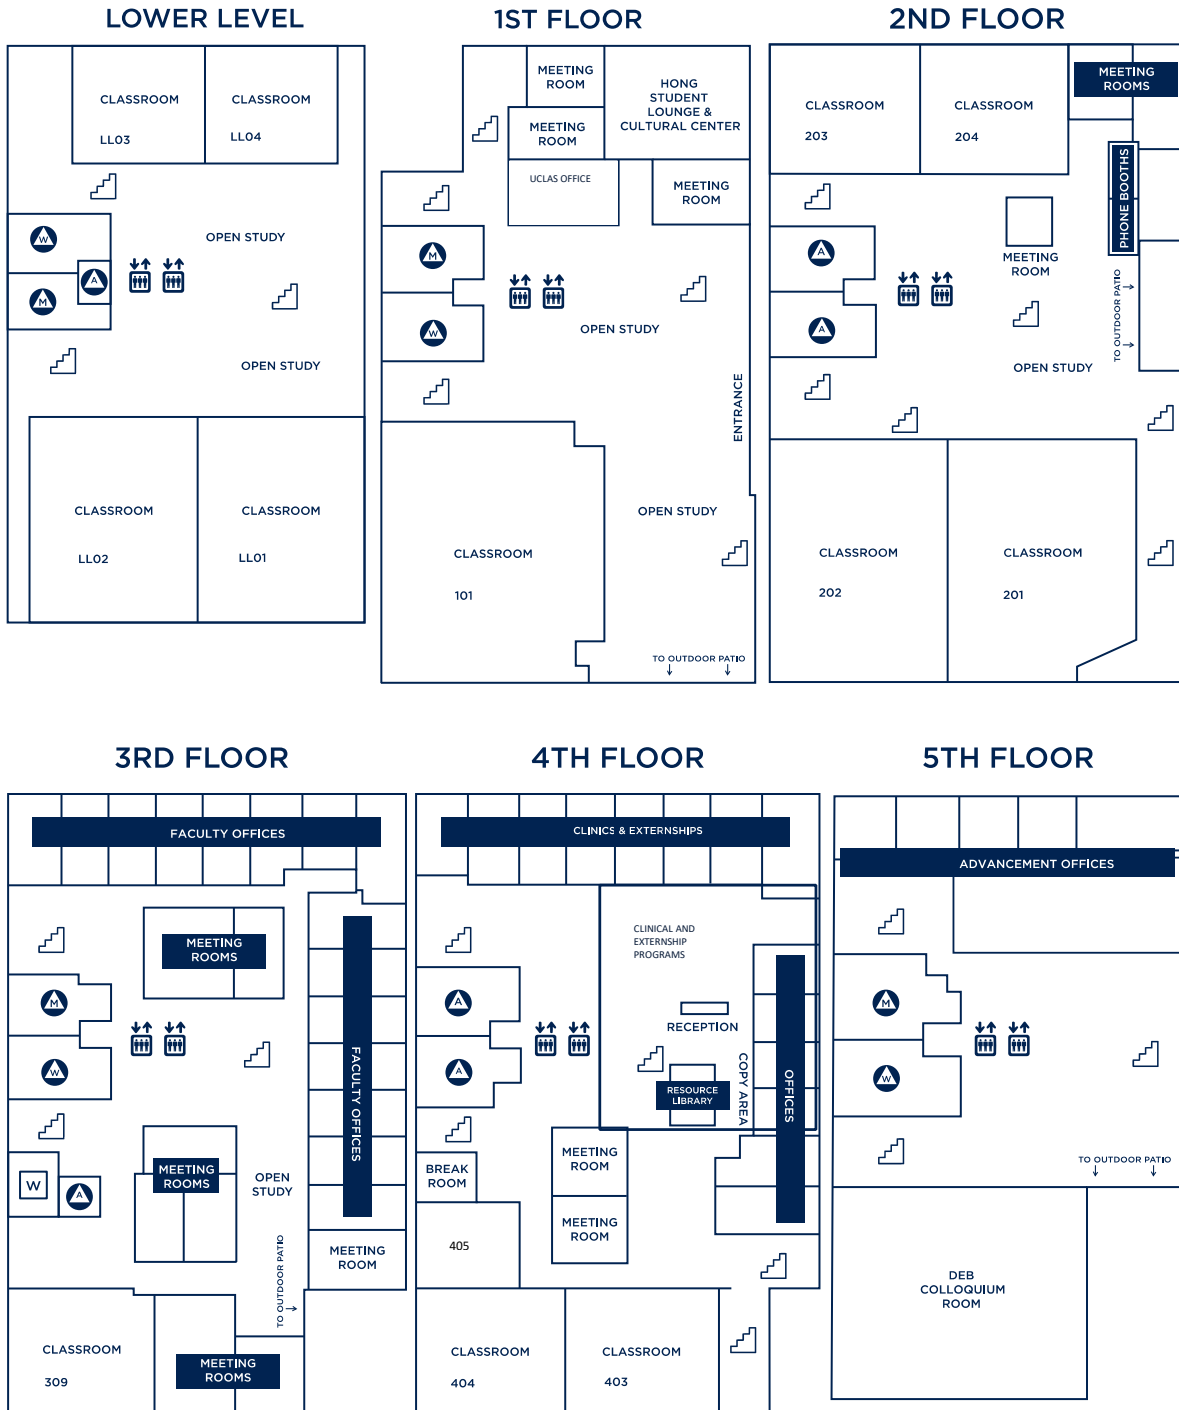 LOWER LEVEL
CLASSROOM
LL03
CLASSROOM
LL04
W
M
A
OPEN STUDY
OPEN STUDY
CLASSROOM
LL02
CLASSROOM
LL01
1ST FLOOR
MEETING
ROOM
HONG
STUDENT
LOUNGE &
CULTURAL CENTER
MEETING
ROOM
UCLAS OFFICE
MEETING
ROOM
M
W
OPEN STUDY
ENTRANCE
OPEN STUDY
CLASSROOM
101
TO OUTDOOR PATIO
2ND FLOOR
CLASSROOM
203
CLASSROOM
204
MEETING
ROOMS
PHONE BOOTHS
MEETING
ROOM
A
A
TO OUTDOOR PATIO
OPEN STUDY
CLASSROOM
202
CLASSROOM
201
3RD FLOOR
FACULTY OFFICES
MEETING
ROOMS
M
W
FACULTY OFFICES
MEETING
ROOMS
OPEN
STUDY
W
A
MEETING
ROOM
TO OUTDOOR PATIO
CLASSROOM
309
MEETING
ROOMS
4TH FLOOR
CLINICS & EXTERNSHIPS
CLINICAL AND
EXTERNSHIP
PROGRAMS
A
A
RECEPTION
RESOURCE
LIBRARY
COPY AREA
OFFICES
BREAK
ROOM
MEETING
ROOM
MEETING
ROOM
405
CLASSROOM
404
CLASSROOM
403
5TH FLOOR
ADVANCEMENT OFFICES
M
W
TO OUTDOOR PATIO
DEB
COLLOQUIUM
ROOM